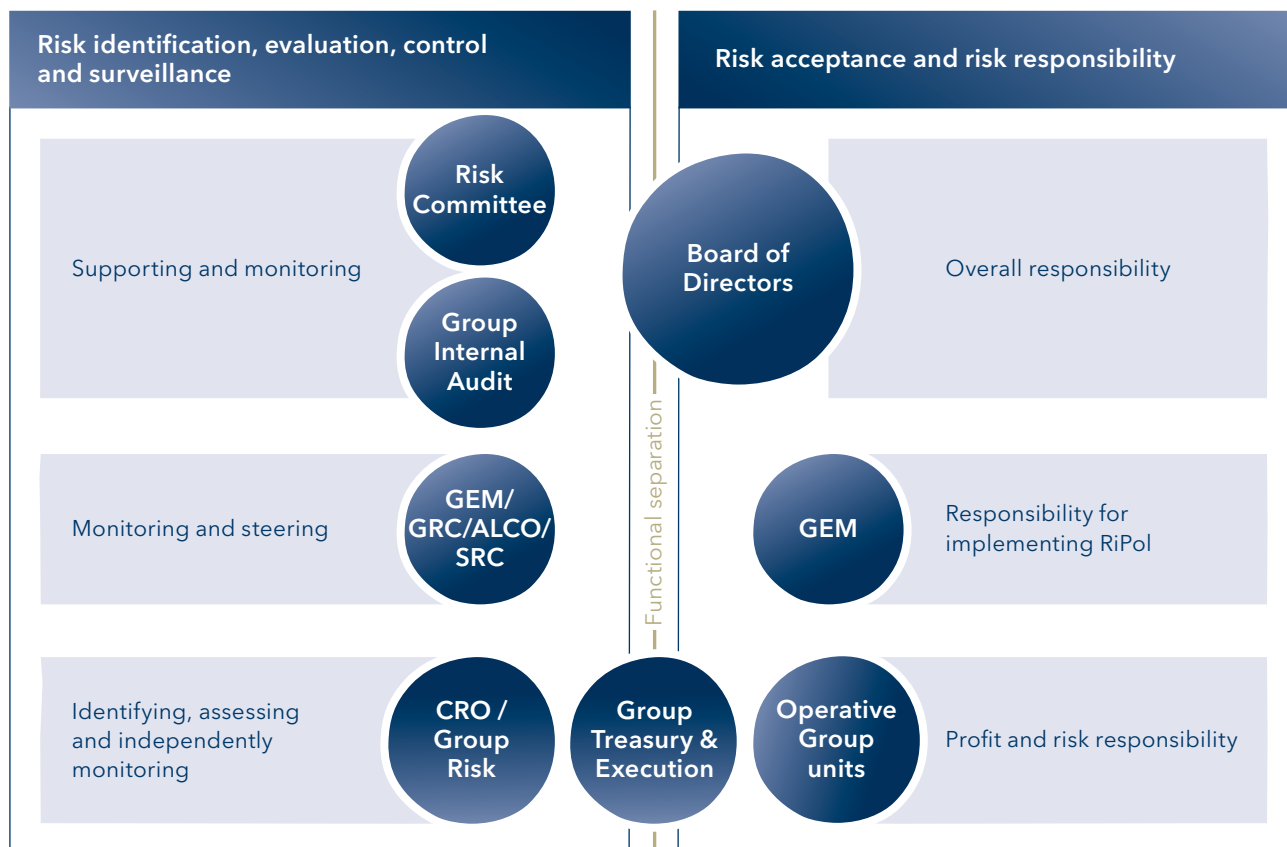 Risk identification, evaluation, control
and surveillance
Risk acceptance and risk responsibility
Supporting and monitoring
Risk
Committee
Group
Internal
Audit
Board of
Directors
Overall responsibility
Functional separation
Monitoring and steering
GEM/
GRC/ALCO/
SRC
GEM
Responsibility for
implementing RiPol
Identifying, assessing
and independently
monitoring
CRO /
Group
Risk
Group
Treasury &
Execution
Operative
Group
units
Profit and risk responsibility